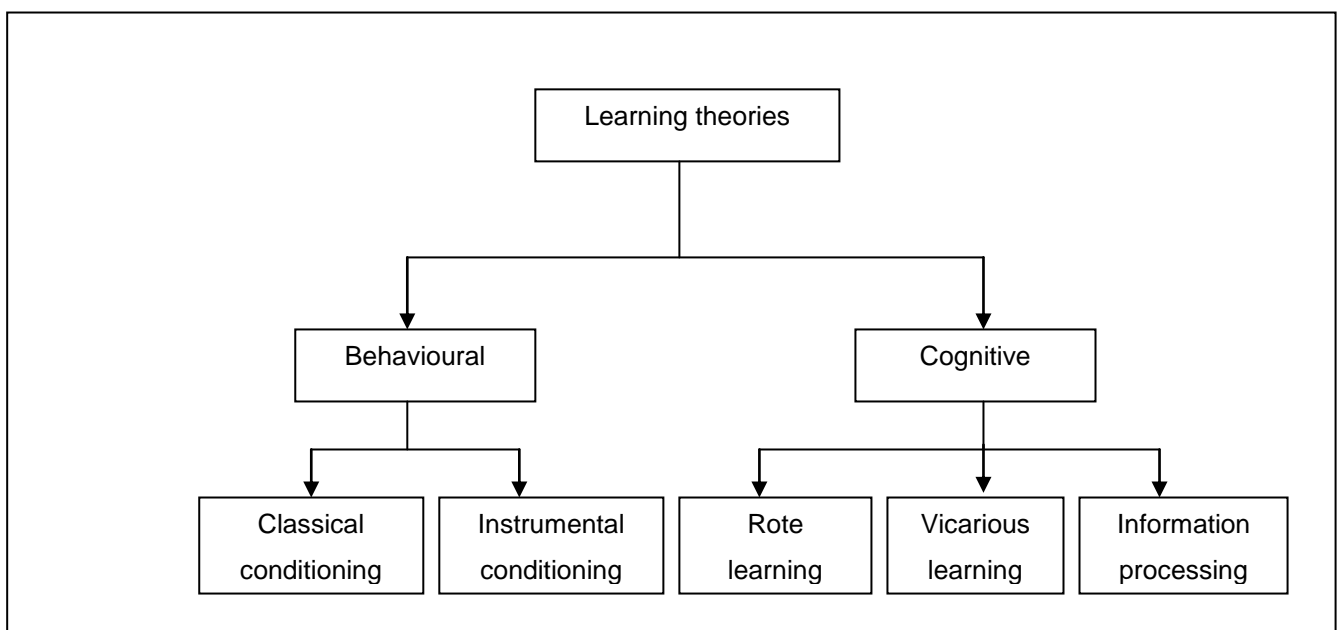 Learning theories
Behavioural
Cognitive
Classical
conditioning
Instrumental
conditioning
Rote
learning
Vicarious
learning
Information
processing